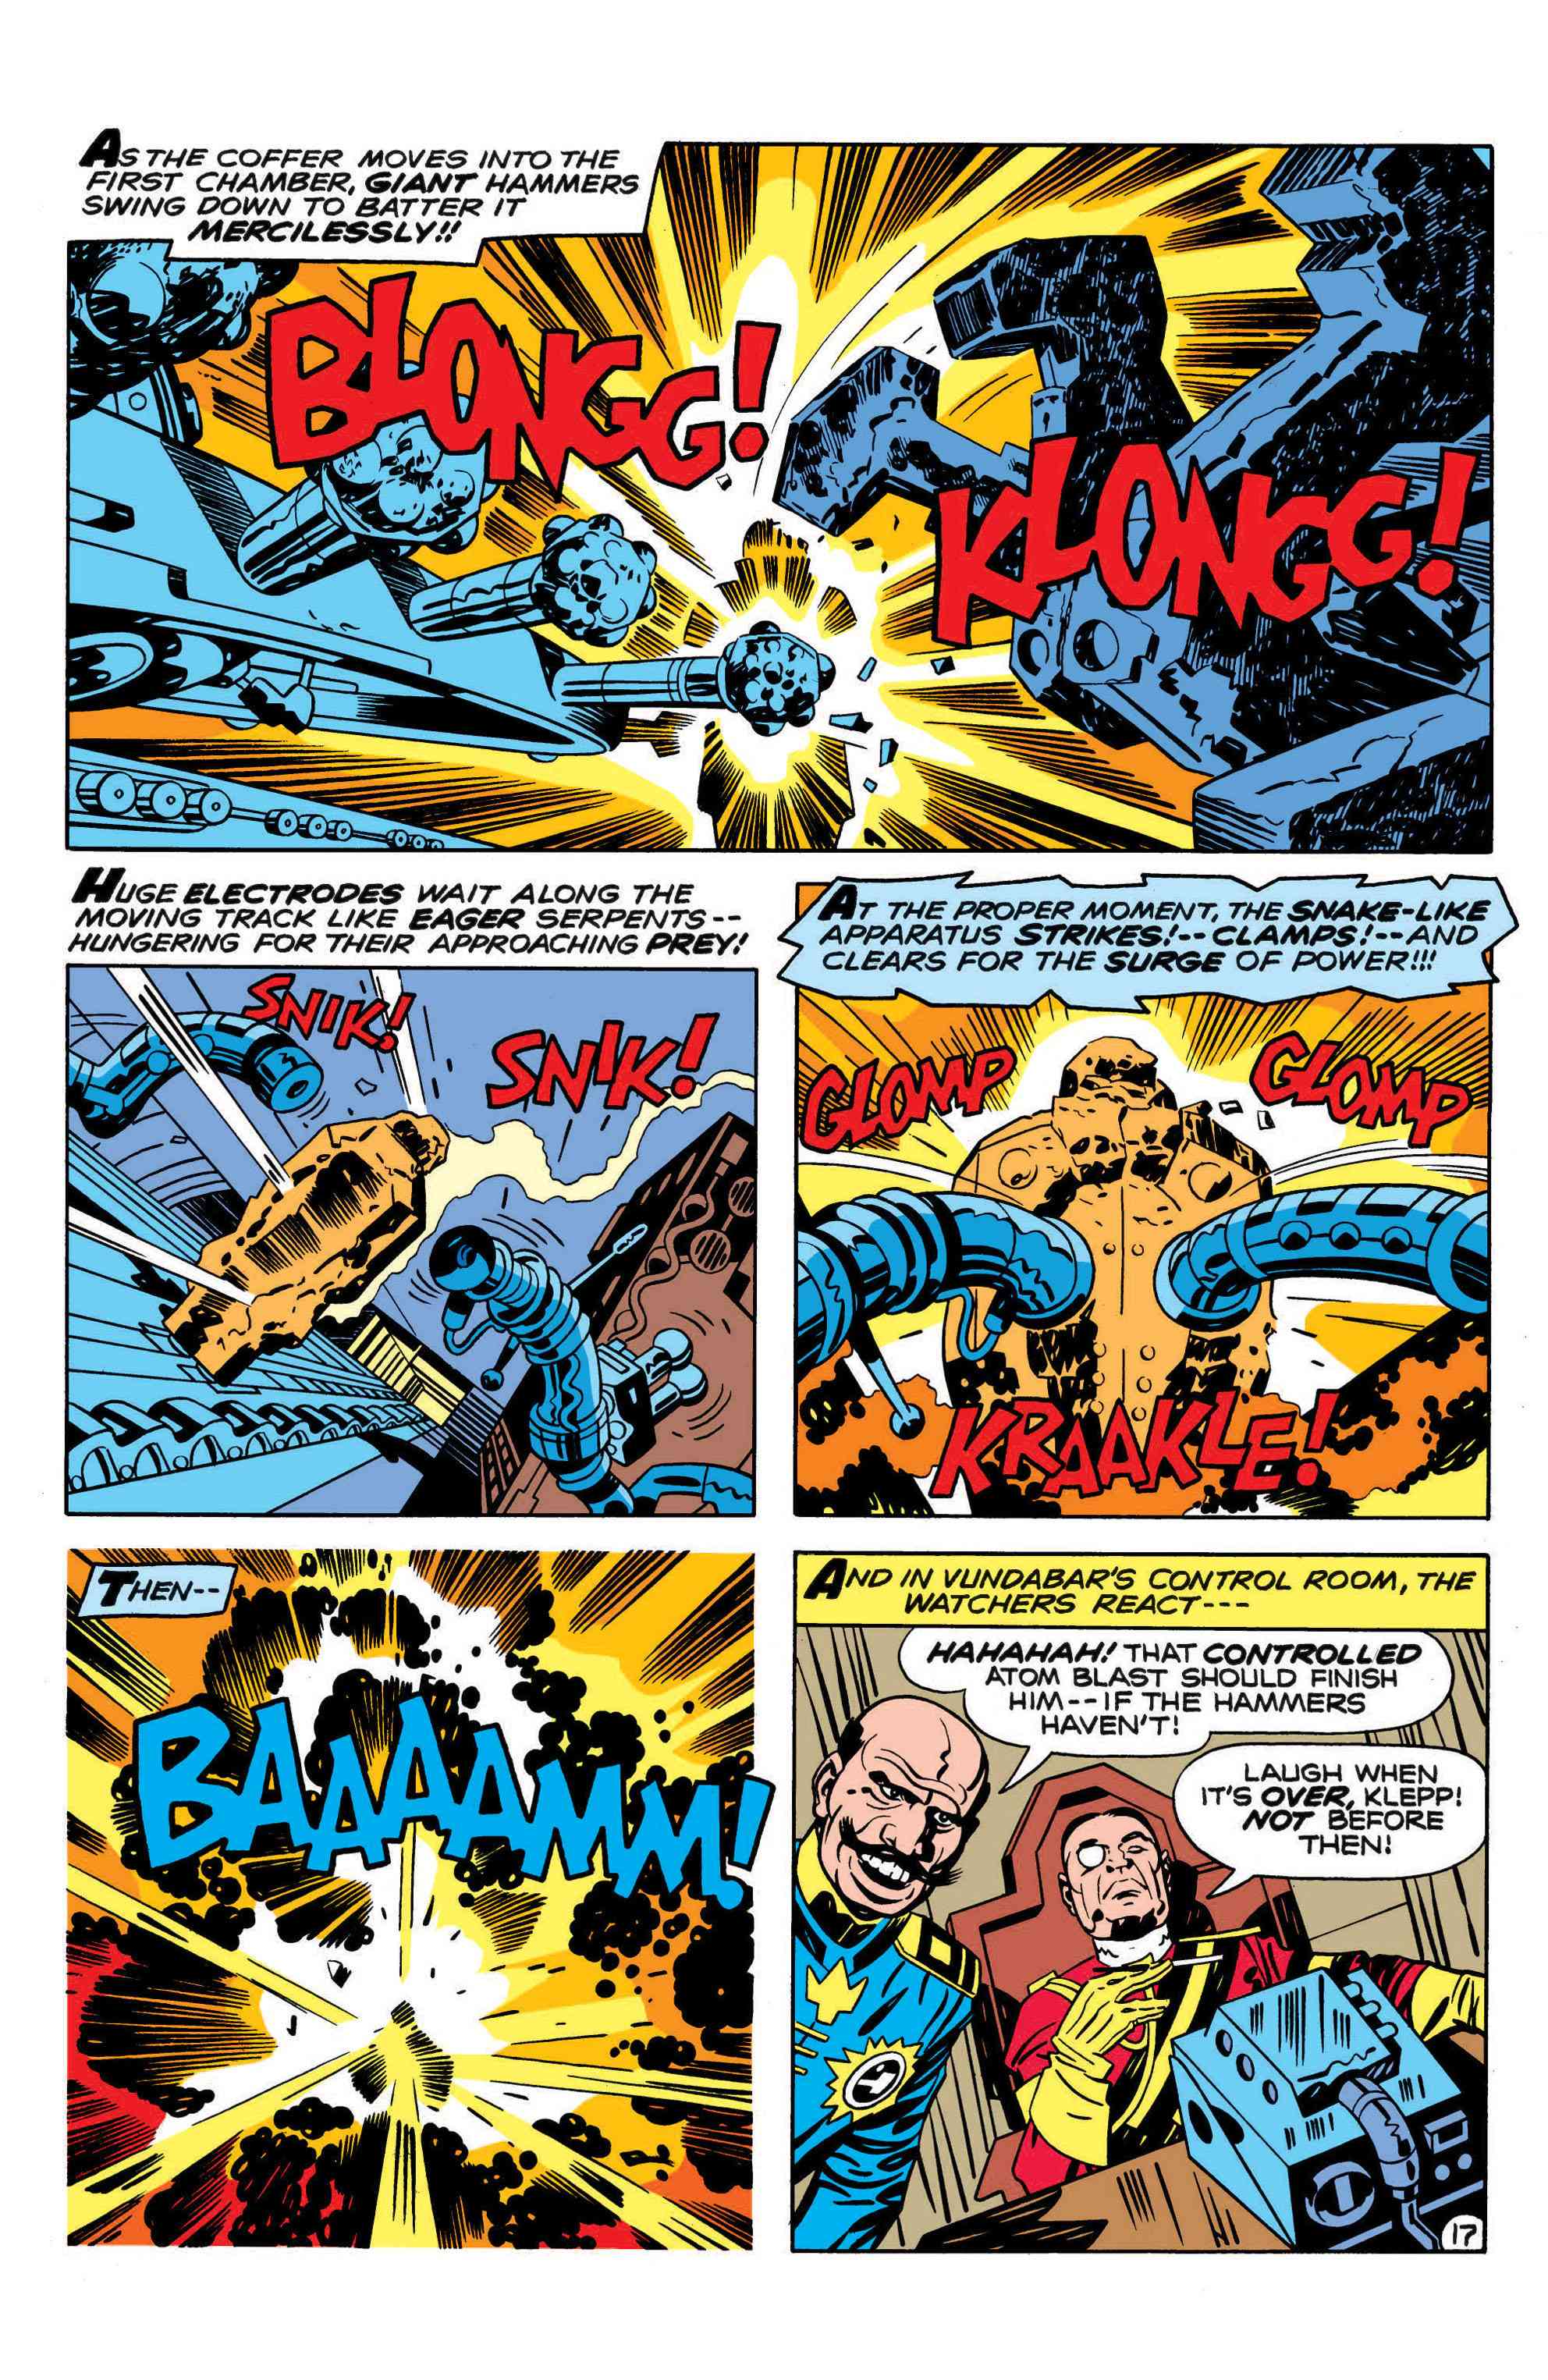 AS THE COFFER MOVES INTO THE
FIRST CHAMBER, GIANT HAMMERS
SWING DOWN TO BATTER IT
MERCILESSLY!!
BLONGG!
KLONGG!
HUGE ELECTRODES WAIT ALONG THE
MOVING TRACK LIKE EAGER SERPENTS--
HUNGERING FOR THEIR APPROACHING PREY!
SNIK!
SNIK!
AT THE PROPER MOMENT, THE SNAKE-LIKE
APPARATUS STRIKES!--CLAMPS!--AND
CLEARS FOR THE SURGE OF POWER!!!
GLOMP
GLOMP
KRAAKLE!
THEN--
BAAAAMM!
AND IN VUNDABAR'S CONTROL ROOM, THE
WATCHERS REACT---
HAHAHAH! THAT CONTROLLED
ATOM BLAST SHOULD FINISH
HIM--IF THE HAMMERS
HAVEN'T!
LAUGH WHEN
IT'S OVER, KLEPP!
NOT BEFORE
THEN!
17